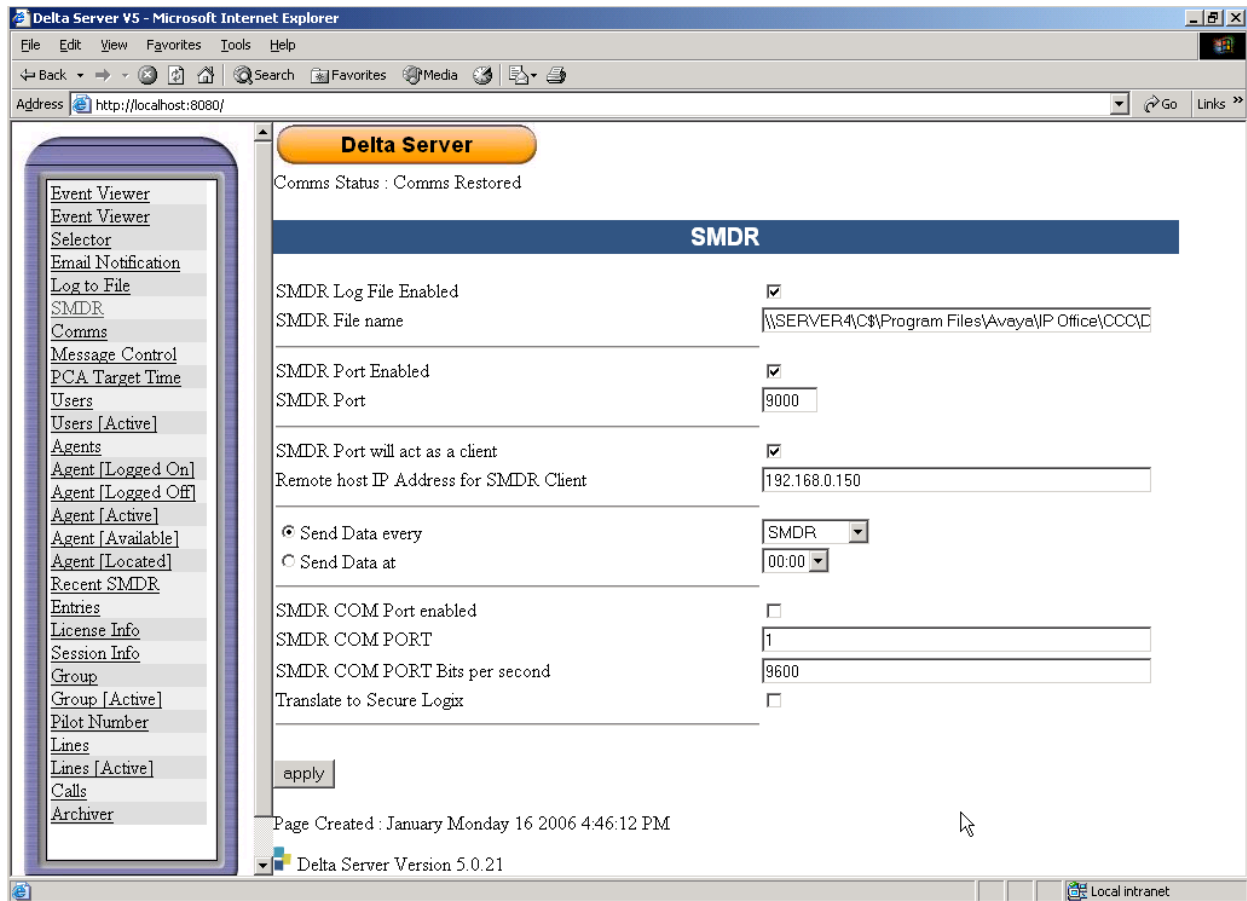 Delta Server V5 - Microsoft Internet Explorer
File Edit View Favorites Tools Help
Back Search Favorites Media
Address http://localhost:8080/ Go Links »
Event Viewer
Event Viewer
Selector
Email Notification
Log to File
SMDR
Comms
Message Control
PCA Target Time
Users
Users [Active]
Agents
Agent [Logged On]
Agent [Logged Off]
Agent [Active]
Agent [Available]
Agent [Located]
Recent SMDR
Entries
License Info
Session Info
Group
Group [Active]
Pilot Number
Lines
Lines [Active]
Calls
Archiver
Delta Server
Comms Status : Comms Restored
SMDR
SMDR Log File Enabled
SMDR File name \\SERVER4\C$\Program Files\Avaya\IP Office\CCC\D
SMDR Port Enabled
SMDR Port 9000
SMDR Port will act as a client
Remote host IP Address for SMDR Client 192.168.0.150
Send Data every SMDR
Send Data at 00:00
SMDR COM Port enabled
SMDR COM PORT 1
SMDR COM PORT Bits per second 9600
Translate to Secure Logix
apply
Page Created : January Monday 16 2006 4:46:12 PM
Delta Server Version 5.0.21
Local intranet